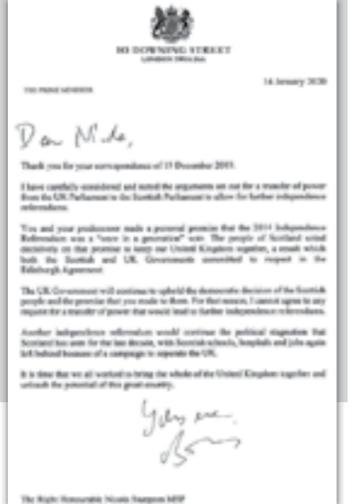 10 DOWNING STREET
LONDON SW1A 2AA
14 January 2020
THE PRIME MINISTER
Dear Nicola,
Thank you for your correspondence of 19 December 2019.
I have carefully considered and noted the arguments set out for a transfer of power
from the UK Parliament to the Scottish Parliament to allow for further independence
referendums.
You and your predecessor made a personal promise that the 2014 Independence
Referendum was a "once in a generation" vote. The people of Scotland voted
decisively on that promise to keep our United Kingdom together, a result which
both the Scottish and UK Governments committed to respect in the
Edinburgh Agreement.
The UK Government will continue to uphold the democratic decision of the Scottish
people and the promise that you made to them. For that reason, I cannot agree to any
request for a transfer of power that would lead to further independence referendums.
Another independence referendum would continue the political stagnation that
Scotland has seen for the last decade, with Scottish schools, hospitals and jobs again
left behind because of a campaign to separate the UK.
It is time that we all worked to bring the whole of the United Kingdom together and
unleash the potential of this great country.
Yours ever
Boris
The Right Honourable Nicola Sturgeon MSP